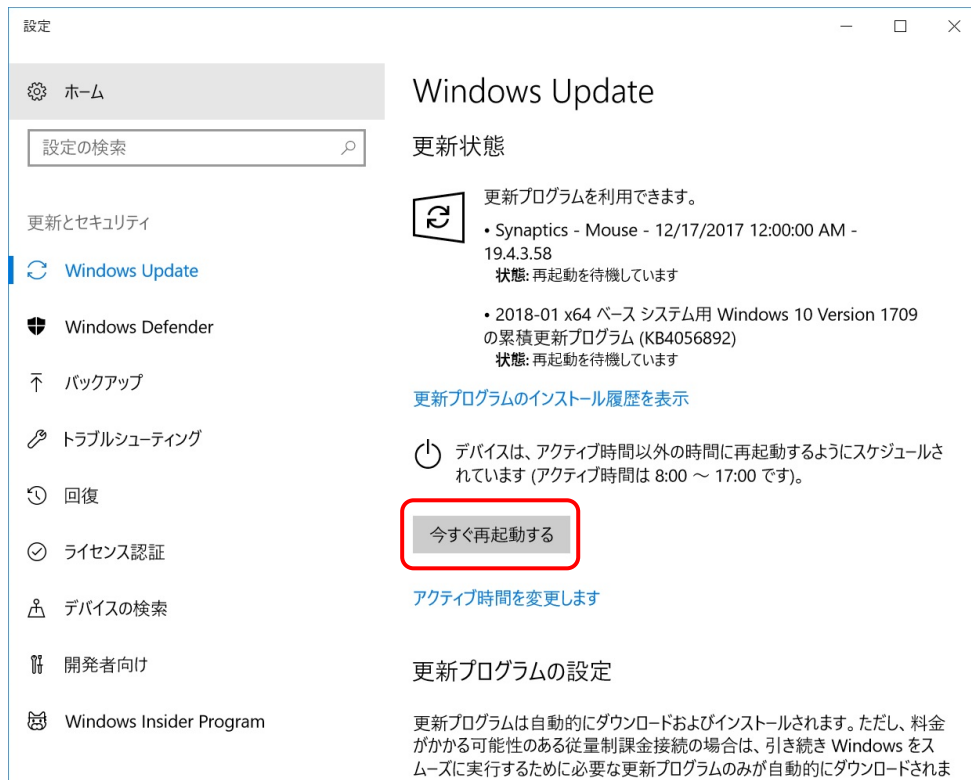 設定
ホーム
設定の検索
更新とセキュリティ
Windows Update
Windows Defender
バックアップ
トラブルシューティング
回復
ライセンス認証
デバイスの検索
開発者向け
Windows Insider Program
Windows Update
更新状態
更新プログラムを利用できます。
• Synaptics - Mouse - 12/17/2017 12:00:00 AM -
19.4.3.58
状態: 再起動を待機しています
• 2018-01 x64 ベース システム用 Windows 10 Version 1709
の累積更新プログラム (KB4056892)
状態: 再起動を待機しています
更新プログラムのインストール履歴を表示
デバイスは、アクティブ時間以外の時間に再起動するようにスケジュールさ
れています (アクティブ時間は 8:00 ～ 17:00 です)。
今すぐ再起動する
アクティブ時間を変更します
更新プログラムの設定
更新プログラムは自動的にダウンロードおよびインストールされます。ただし、料金
がかかる可能性のある従量制課金接続の場合は、引き続き Windows をス
ムーズに実行するために必要な更新プログラムのみが自動的にダウンロードされま